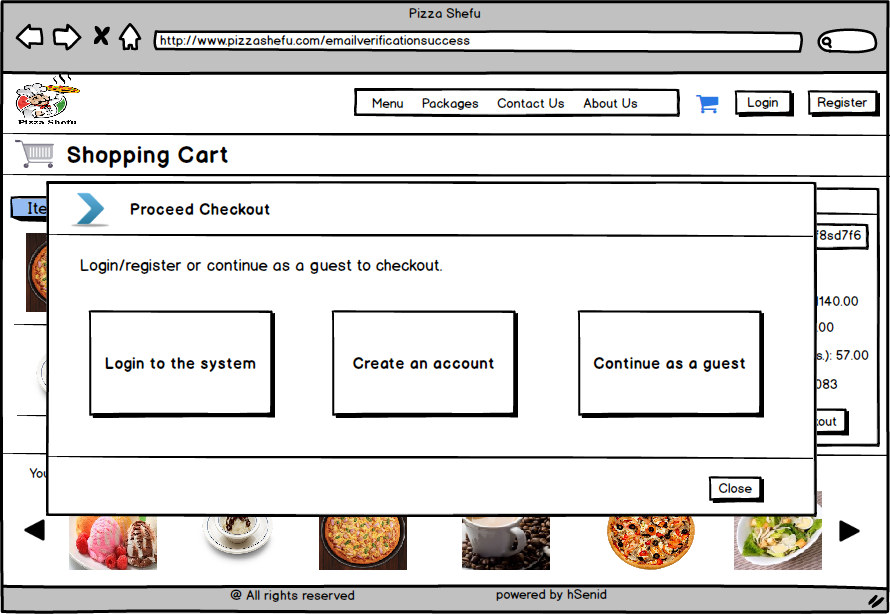 Pizza Shefu
http://www.pizzashefu.com/emailverificationsuccess
Pizza Shefu
Menu Packages Contact Us About Us
Login
Register
Shopping Cart
Ite
Proceed Checkout
f8sd7f6
Login/register or continue as a guest to checkout.
140.00
.00
s.): 57.00
083
Login to the system
Create an account
Continue as a guest
out
You
Close
@ All rights reserved
powered by hSenid